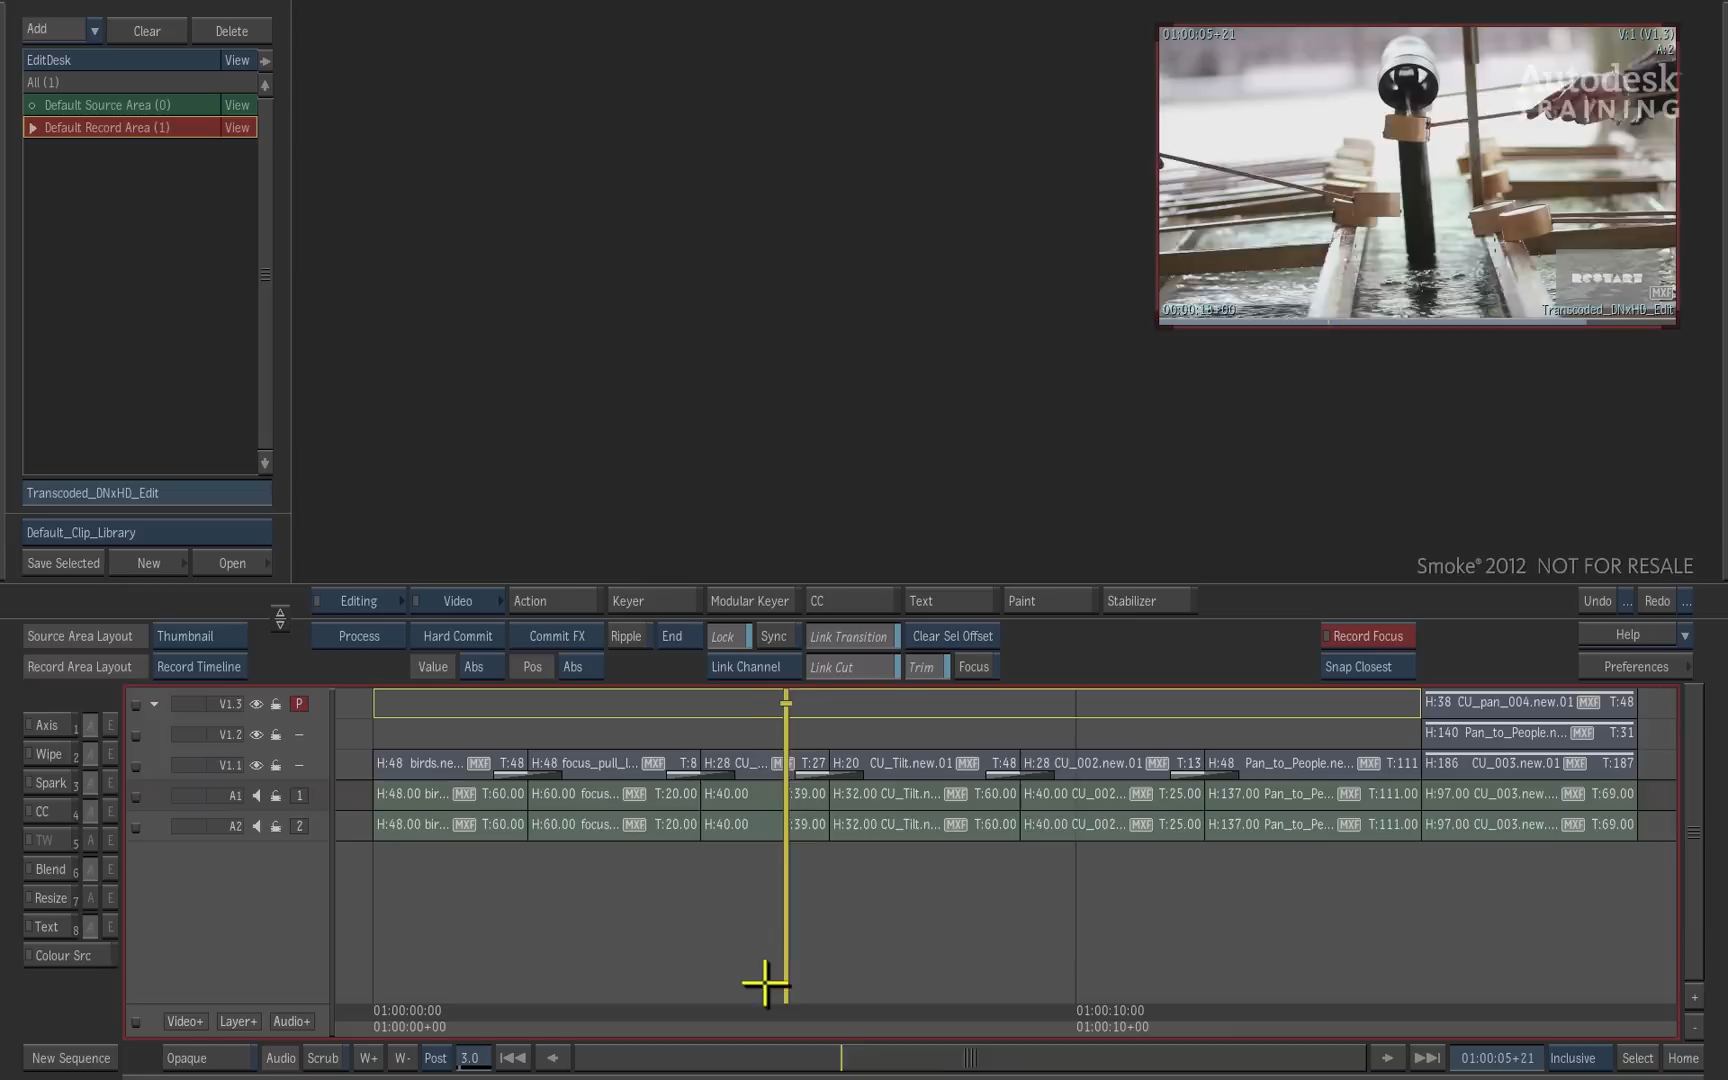 Add
Clear
Delete
EditDesk
View
All (1)
Default Source Area (0)
View
Default Record Area (1)
View
Transcoded_DNxHD_Edit
Default_Clip_Library
Save Selected
New
Open
01:00:05+21
V:1 (V1.3)
A:2
Autodesk
TRAINING
MXF
Transcoded_DNxHD_Edit
Smoke® 2012 NOT FOR RESALE
Editing
Video
Action
Keyer
Modular Keyer
CC
Text
Paint
Stabilizer
Undo
...
Redo
...
Source Area Layout
Thumbnail
Process
Hard Commit
Commit FX
Ripple
End
Lock
Sync
Link Transition
Clear Sel Offset
Record Focus
Help
Record Area Layout
Record Timeline
Value
Abs
Pos
Abs
Link Channel
Link Cut
Trim
Focus
Snap Closest
Preferences
Axis 1 A E
Wipe 2 A E
Spark 3 A E
CC 4 A E
TW 5 A E
Blend 6 A E
Resize 7 A E
Text 8 A E
Colour Src
V1.3 P
H:38 CU_pan_004.new.01 MXF T:48
V1.2
H:140 Pan_to_People.n... MXF T:31
V1.1
H:48 birds.ne... MXF T:48
H:48 focus_pull_l... MXF T:8
H:28 CU_... T:27
H:20 CU_Tilt.new.01 MXF T:48
H:28 CU_002.new.01 MXF T:13
H:48 Pan_to_People.ne... MXF T:111
H:186 CU_003.new.01 MXF T:187
A1 1
H:48.00 bir... MXF T:60.00
H:60.00 focus... MXF T:20.00
H:40.00 :39.00
H:32.00 CU_Tilt.n... MXF T:60.00
H:40.00 CU_002... MXF T:25.00
H:137.00 Pan_to_Pe... MXF T:111.00
H:97.00 CU_003.new.... MXF T:69.00
A2 2
H:48.00 bir... MXF T:60.00
H:60.00 focus... MXF T:20.00
H:40.00 :39.00
H:32.00 CU_Tilt.n... MXF T:60.00
H:40.00 CU_002... MXF T:25.00
H:137.00 Pan_to_Pe... MXF T:111.00
H:97.00 CU_003.new.... MXF T:69.00
01:00:00:00
01:00:10:00
01:00:00+00
01:00:10+00
Video+
Layer+
Audio+
New Sequence
Opaque
Audio
Scrub
W+
W-
Post
3.0
01:00:05+21
Inclusive
Select
Home